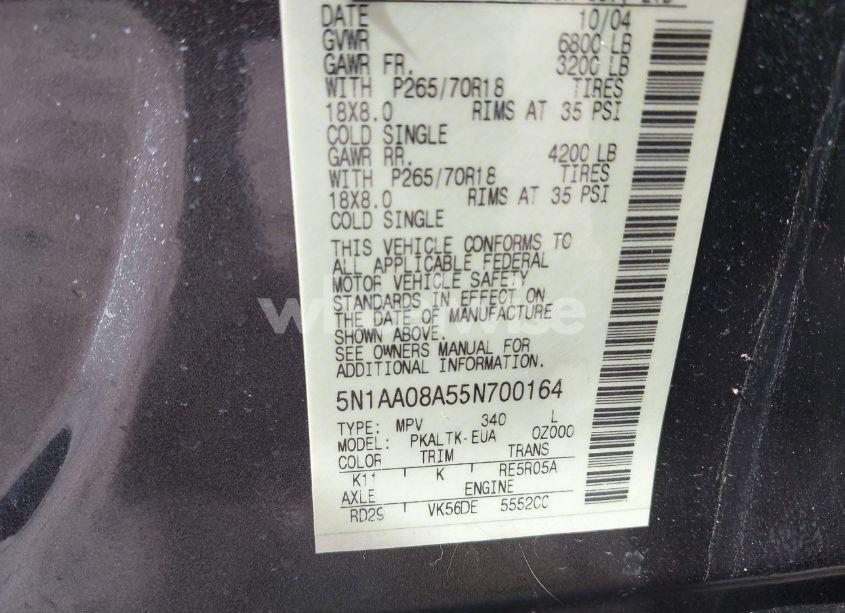 DATE 10/04
GVWR 6800 LB
GAWR FR. 3200 LB
WITH P265/70R18 TIRES
18X8.0 RIMS AT 35 PSI
COLD SINGLE
GAWR RR. 4200 LB
WITH P265/70R18 TIRES
18X8.0 RIMS AT 35 PSI
COLD SINGLE
THIS VEHICLE CONFORMS TO
ALL APPLICABLE FEDERAL
MOTOR VEHICLE SAFETY
STANDARDS IN EFFECT ON
THE DATE OF MANUFACTURE
SHOWN ABOVE.
SEE OWNERS MANUAL FOR
ADDITIONAL INFORMATION.
5N1AA08A55N700164
TYPE: MPV 340 L
MODEL: PKALTK-EUA 0Z000
COLOR TRIM TRANS
K11 K RE5R05A
AXLE ENGINE
RD29 VK56DE 5552CC